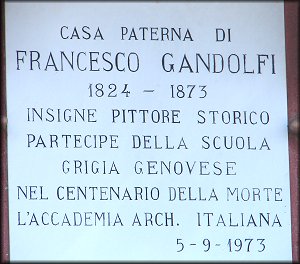 CASA PATERNA DI
FRANCESCO GANDOLFI
1824 - 1873
INSIGNE PITTORE STORICO
PARTECIPE DELLA SCUOLA
GRIGIA GENOVESE
NEL CENTENARIO DELLA MORTE
L'ACCADEMIA ARCH. ITALIANA
5-9-1973